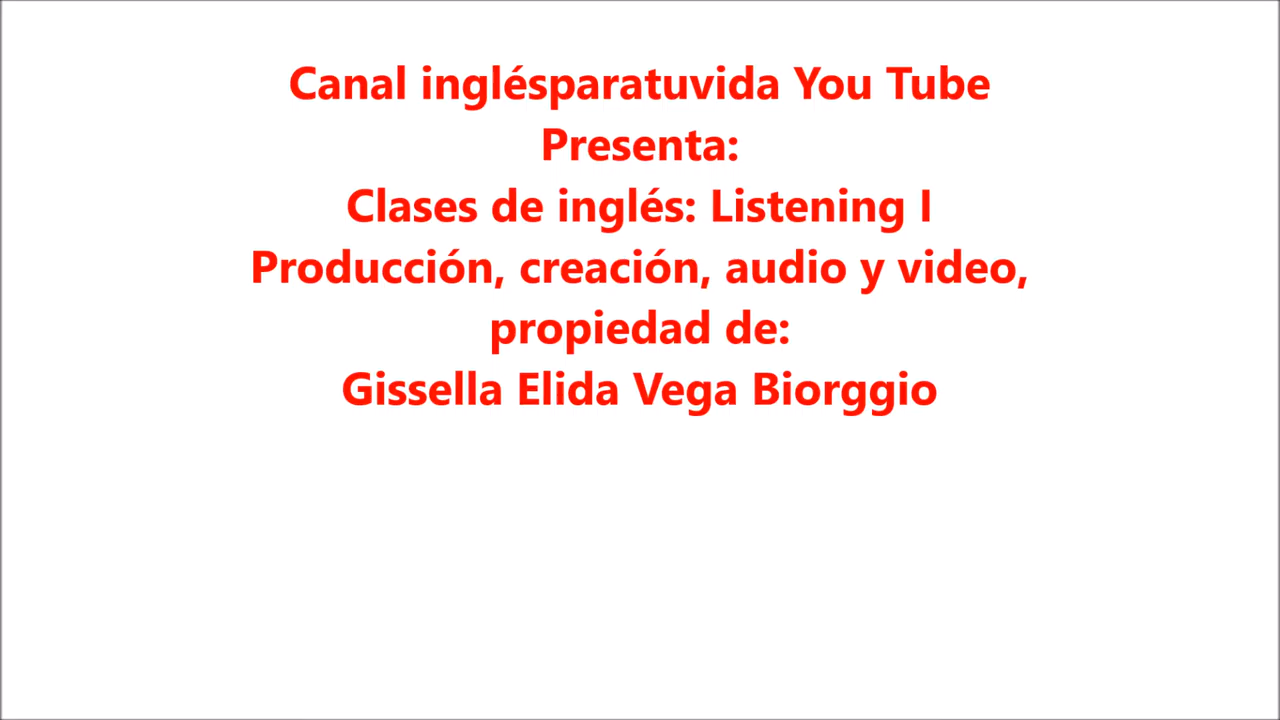 Canal inglésparatuvida You Tube
Presenta:
Clases de inglés: Listening I
Producción, creación, audio y video,
propiedad de:
Gissella Elida Vega Biorggio